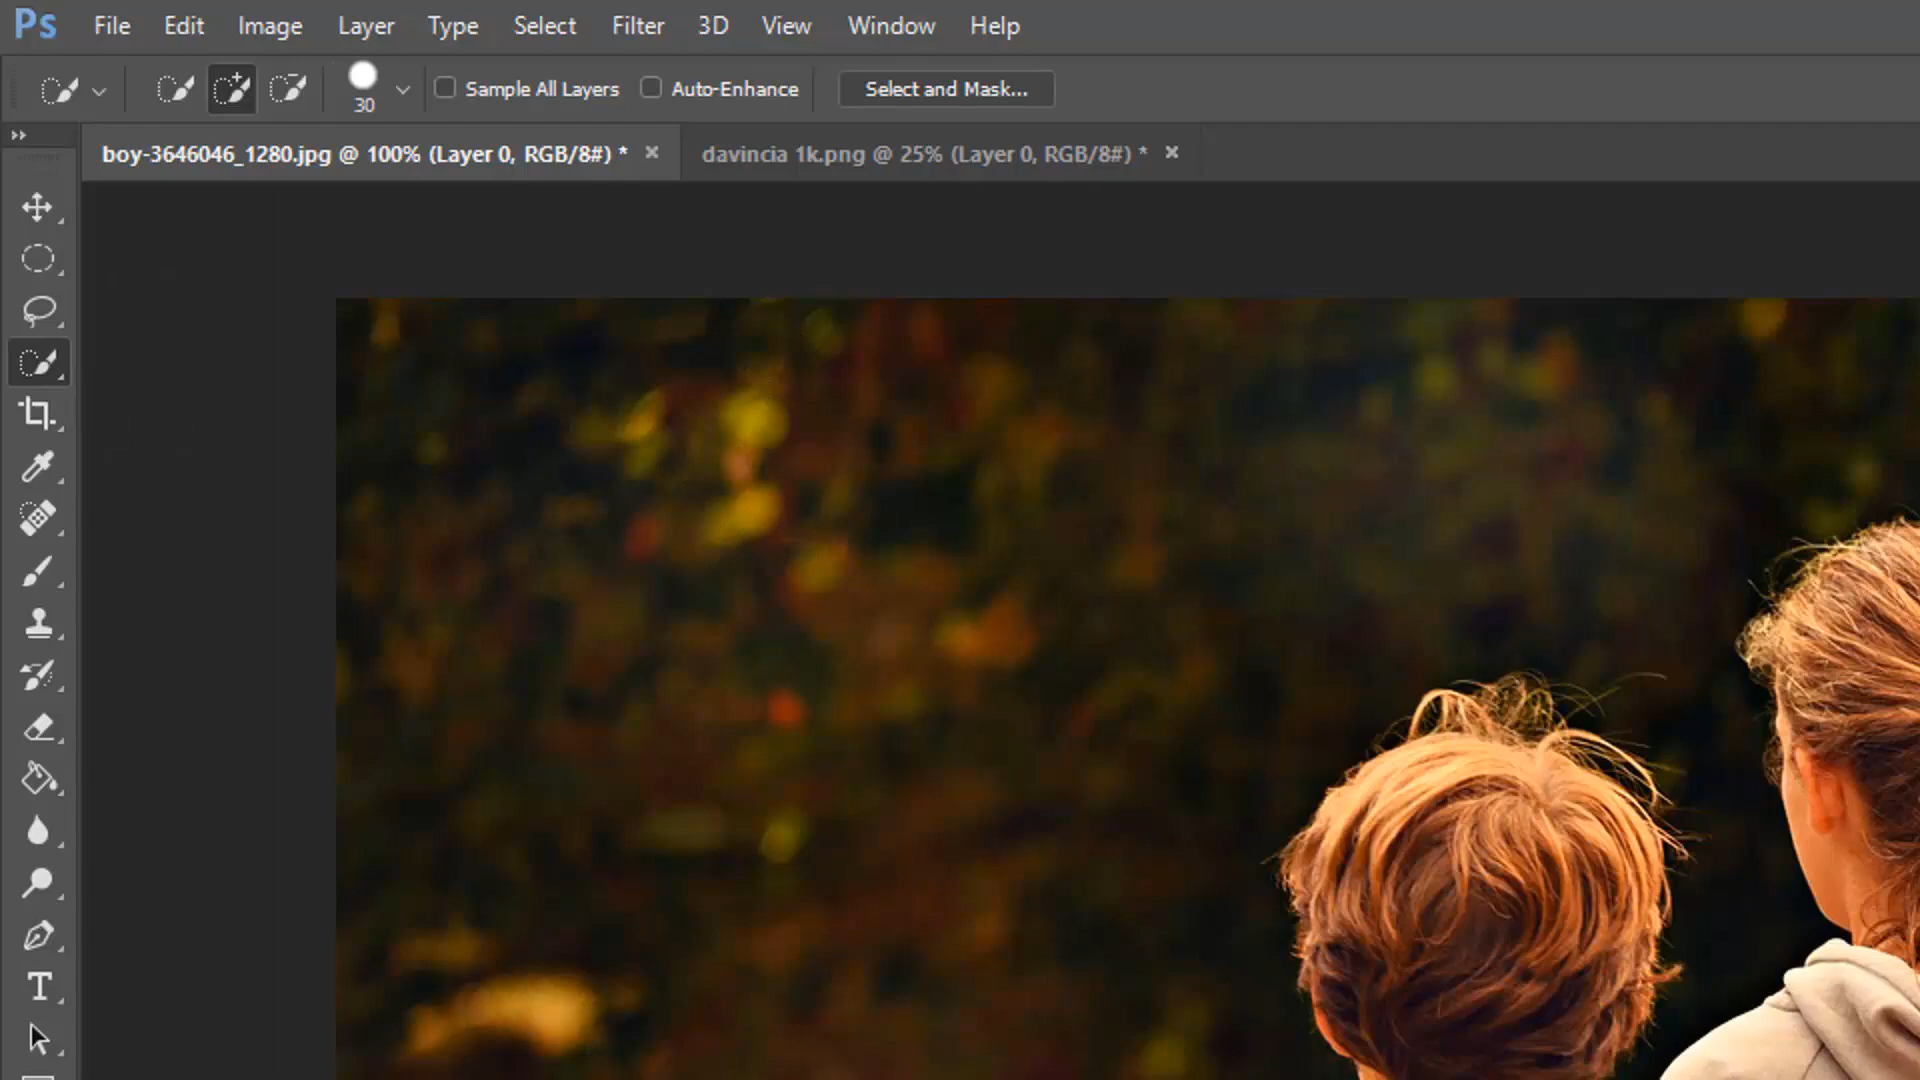 Ps File Edit Image Layer Type Select Filter 3D View Window Help
30 Sample All Layers Auto-Enhance Select and Mask...
boy-3646046_1280.jpg @ 100% (Layer 0, RGB/8#) * davincia 1k.png @ 25% (Layer 0, RGB/8#) *